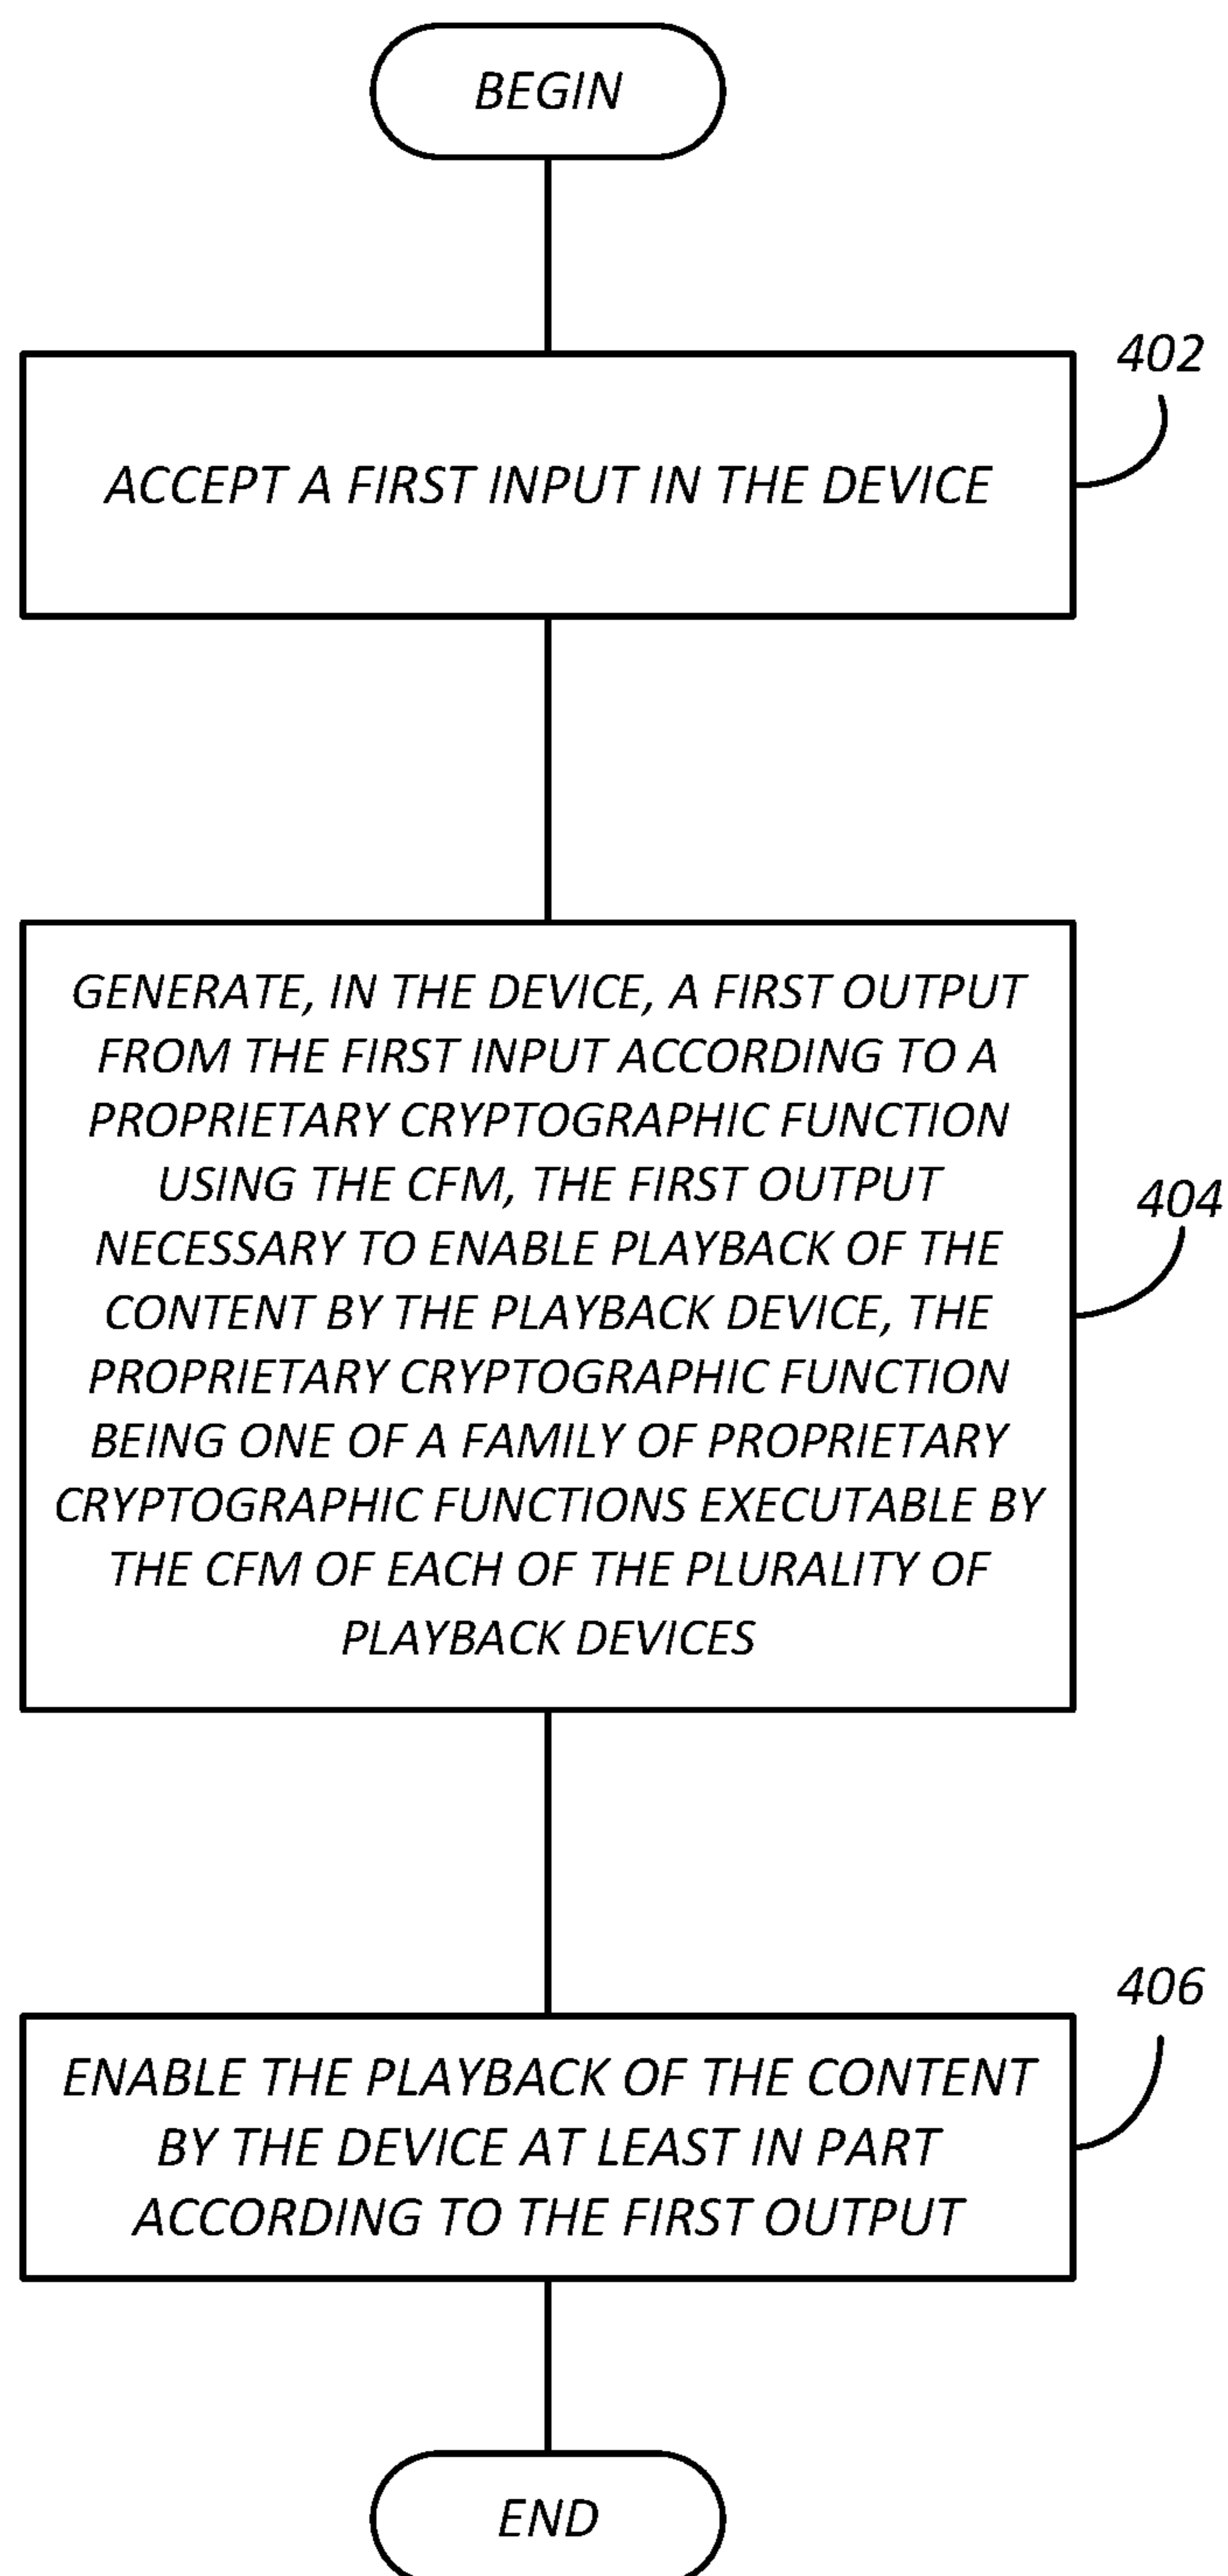 BEGIN
402
ACCEPT A FIRST INPUT IN THE DEVICE
GENERATE, IN THE DEVICE, A FIRST OUTPUT
FROM THE FIRST INPUT ACCORDING TO A
PROPRIETARY CRYPTOGRAPHIC FUNCTION
USING THE CFM, THE FIRST OUTPUT
NECESSARY TO ENABLE PLAYBACK OF THE
CONTENT BY THE PLAYBACK DEVICE, THE
PROPRIETARY CRYPTOGRAPHIC FUNCTION
BEING ONE OF A FAMILY OF PROPRIETARY
CRYPTOGRAPHIC FUNCTIONS EXECUTABLE BY
THE CFM OF EACH OF THE PLURALITY OF
PLAYBACK DEVICES
404
406
ENABLE THE PLAYBACK OF THE CONTENT
BY THE DEVICE AT LEAST IN PART
ACCORDING TO THE FIRST OUTPUT
END